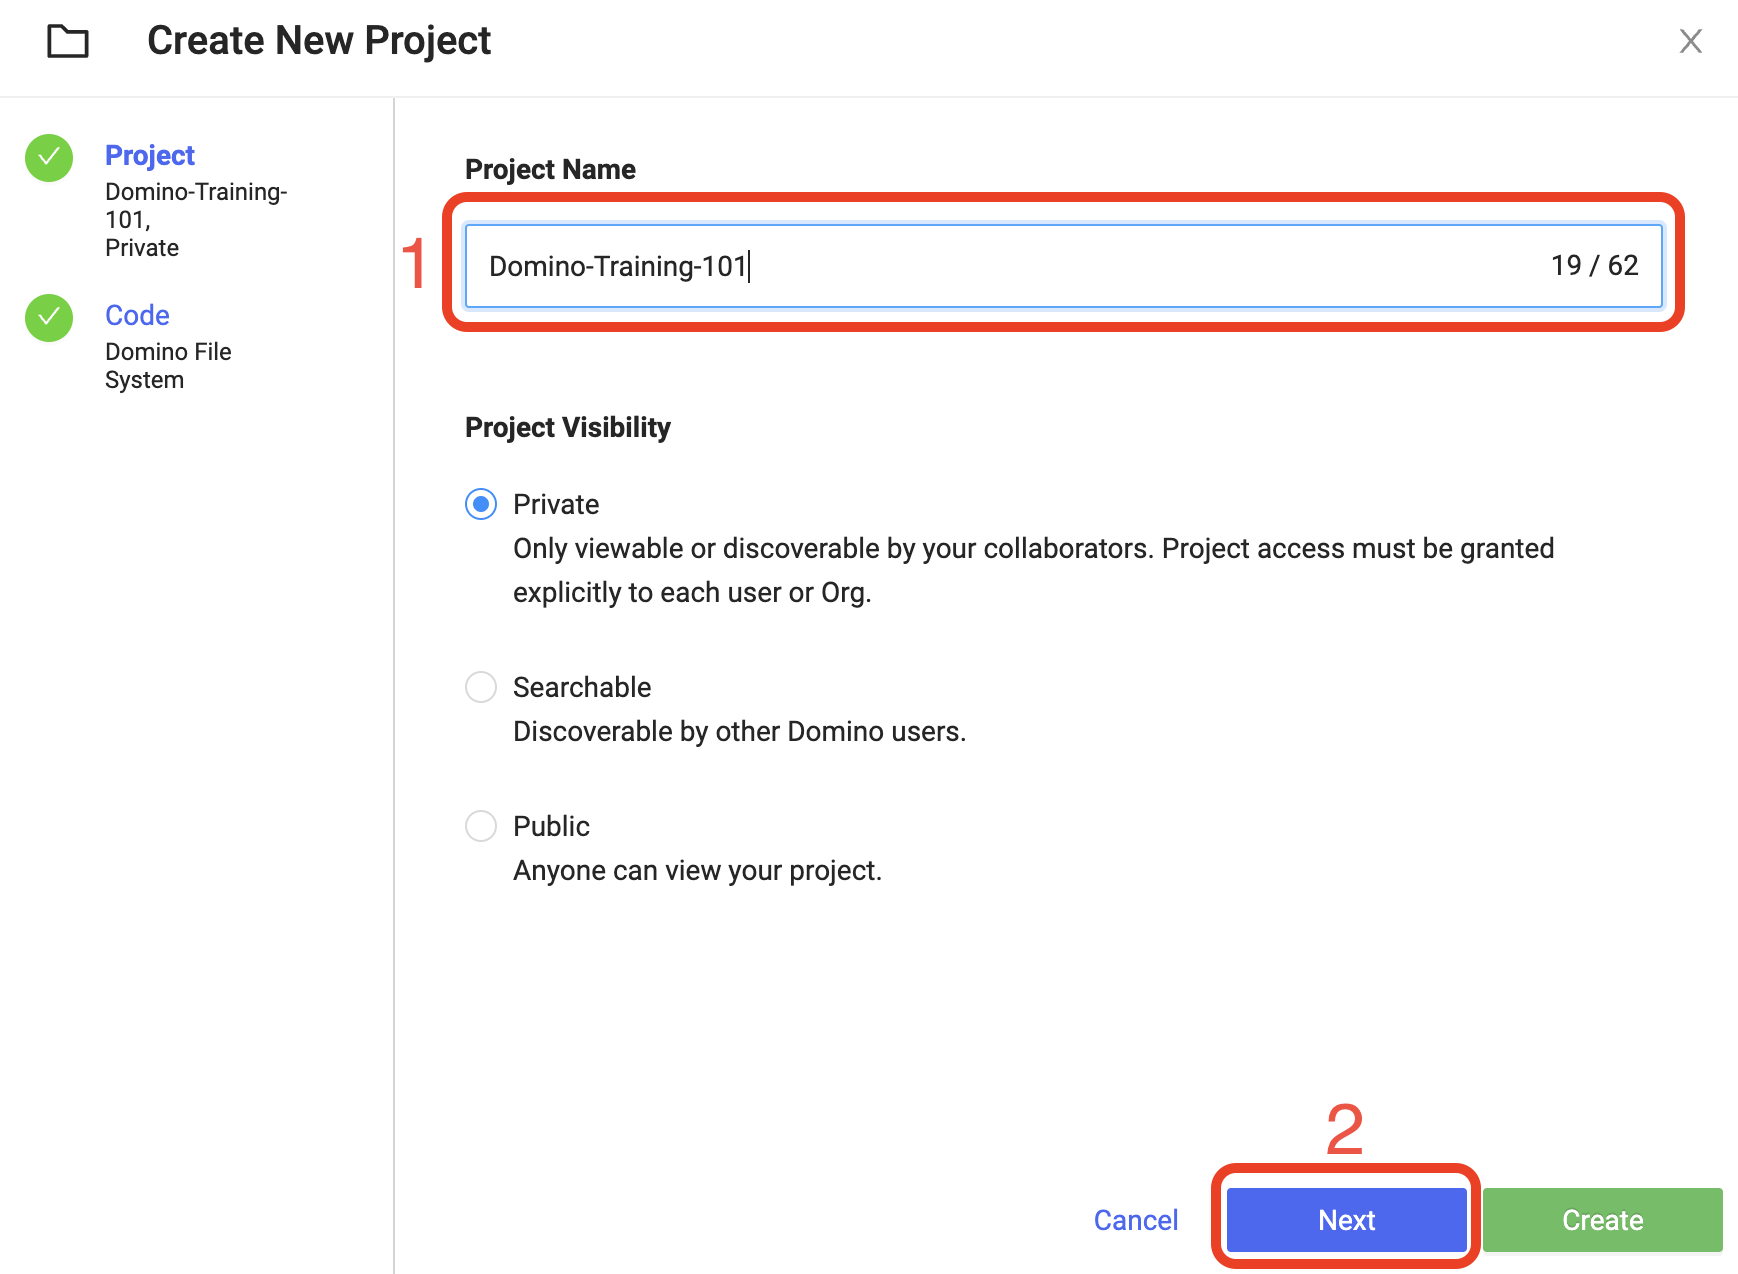 Create New Project
Project
Domino-Training-
101,
Private
Code
Domino File
System
Project Name
1
Domino-Training-101
19 / 62
Project Visibility
Private
Only viewable or discoverable by your collaborators. Project access must be granted
explicitly to each user or Org.
Searchable
Discoverable by other Domino users.
Public
Anyone can view your project.
2
Cancel
Next
Create